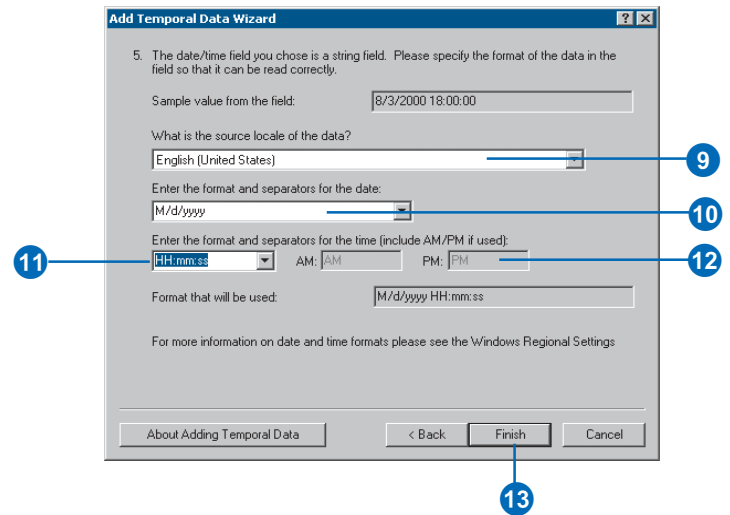 Add Temporal Data Wizard
5. The date/time field you chose is a string field. Please specify the format of the data in the
field so that it can be read correctly.
Sample value from the field: 8/3/2000 18:00:00
What is the source locale of the data?
English (United States)
9
Enter the format and separators for the date:
M/d/yyyy
10
Enter the format and separators for the time (include AM/PM if used):
11 HH:mm:ss AM: AM PM: PM 12
Format that will be used: M/d/yyyy HH:mm:ss
For more information on date and time formats please see the Windows Regional Settings
About Adding Temporal Data < Back Finish Cancel
13